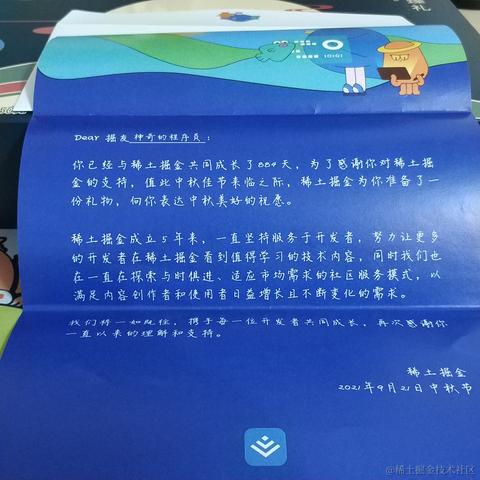 Dear 掘友 神奇的程序员：
你已经与稀土掘金共同成长了884天，为了感谢你对稀土掘
金的支持，值此中秋佳节来临之际，稀土掘金为你准备了一
份礼物，向你表达中秋美好的祝愿。
稀土掘金成立5年来，一直坚持服务于开发者，努力让更多
的开发者在稀土掘金看到值得学习的技术内容，同时我们也
在一直在探索与时俱进、适应市场需求的社区服务模式，以
满足内容创作者和使用者日益增长且不断变化的需求。
我们将一如既往，携手每一位开发者共同成长，再次感谢你
一直以来的理解和支持。
稀土掘金
2021年9月21日中秋节
@稀土掘金技术社区